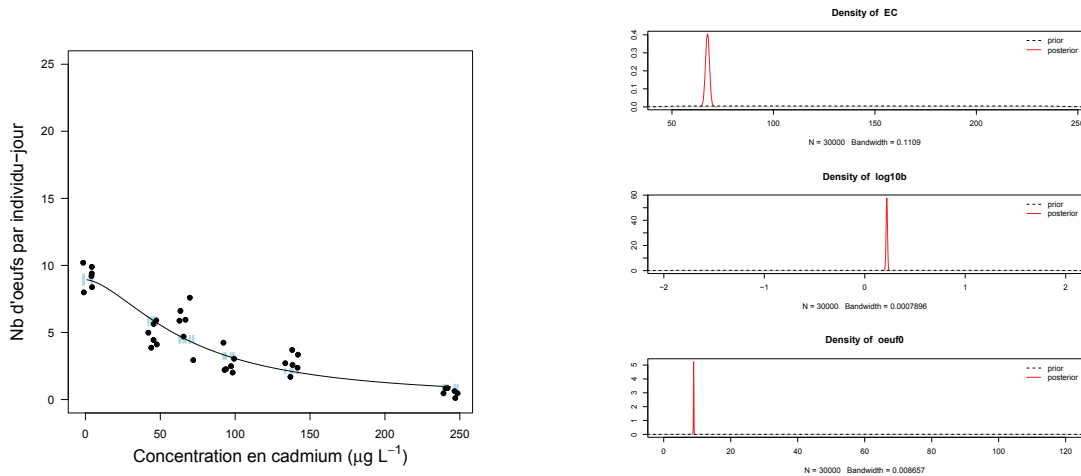 25
20
15
10
5
0
Nb d'oeufs par individu−jour
0 50 100 150 200 250
Concentration en cadmium (μg L⁻¹)
Density of EC
0.0 0.1 0.2 0.3 0.4
prior
posterior
50 100 150 200 250
N = 30000 Bandwidth = 0.1109
Density of log10b
0 20 40 60
prior
posterior
−2 −1 0 1 2
N = 30000 Bandwidth = 0.0007896
Density of oeuf0
0 1 2 3 4 5
prior
posterior
0 20 40 60 80 100 120
N = 30000 Bandwidth = 0.008657